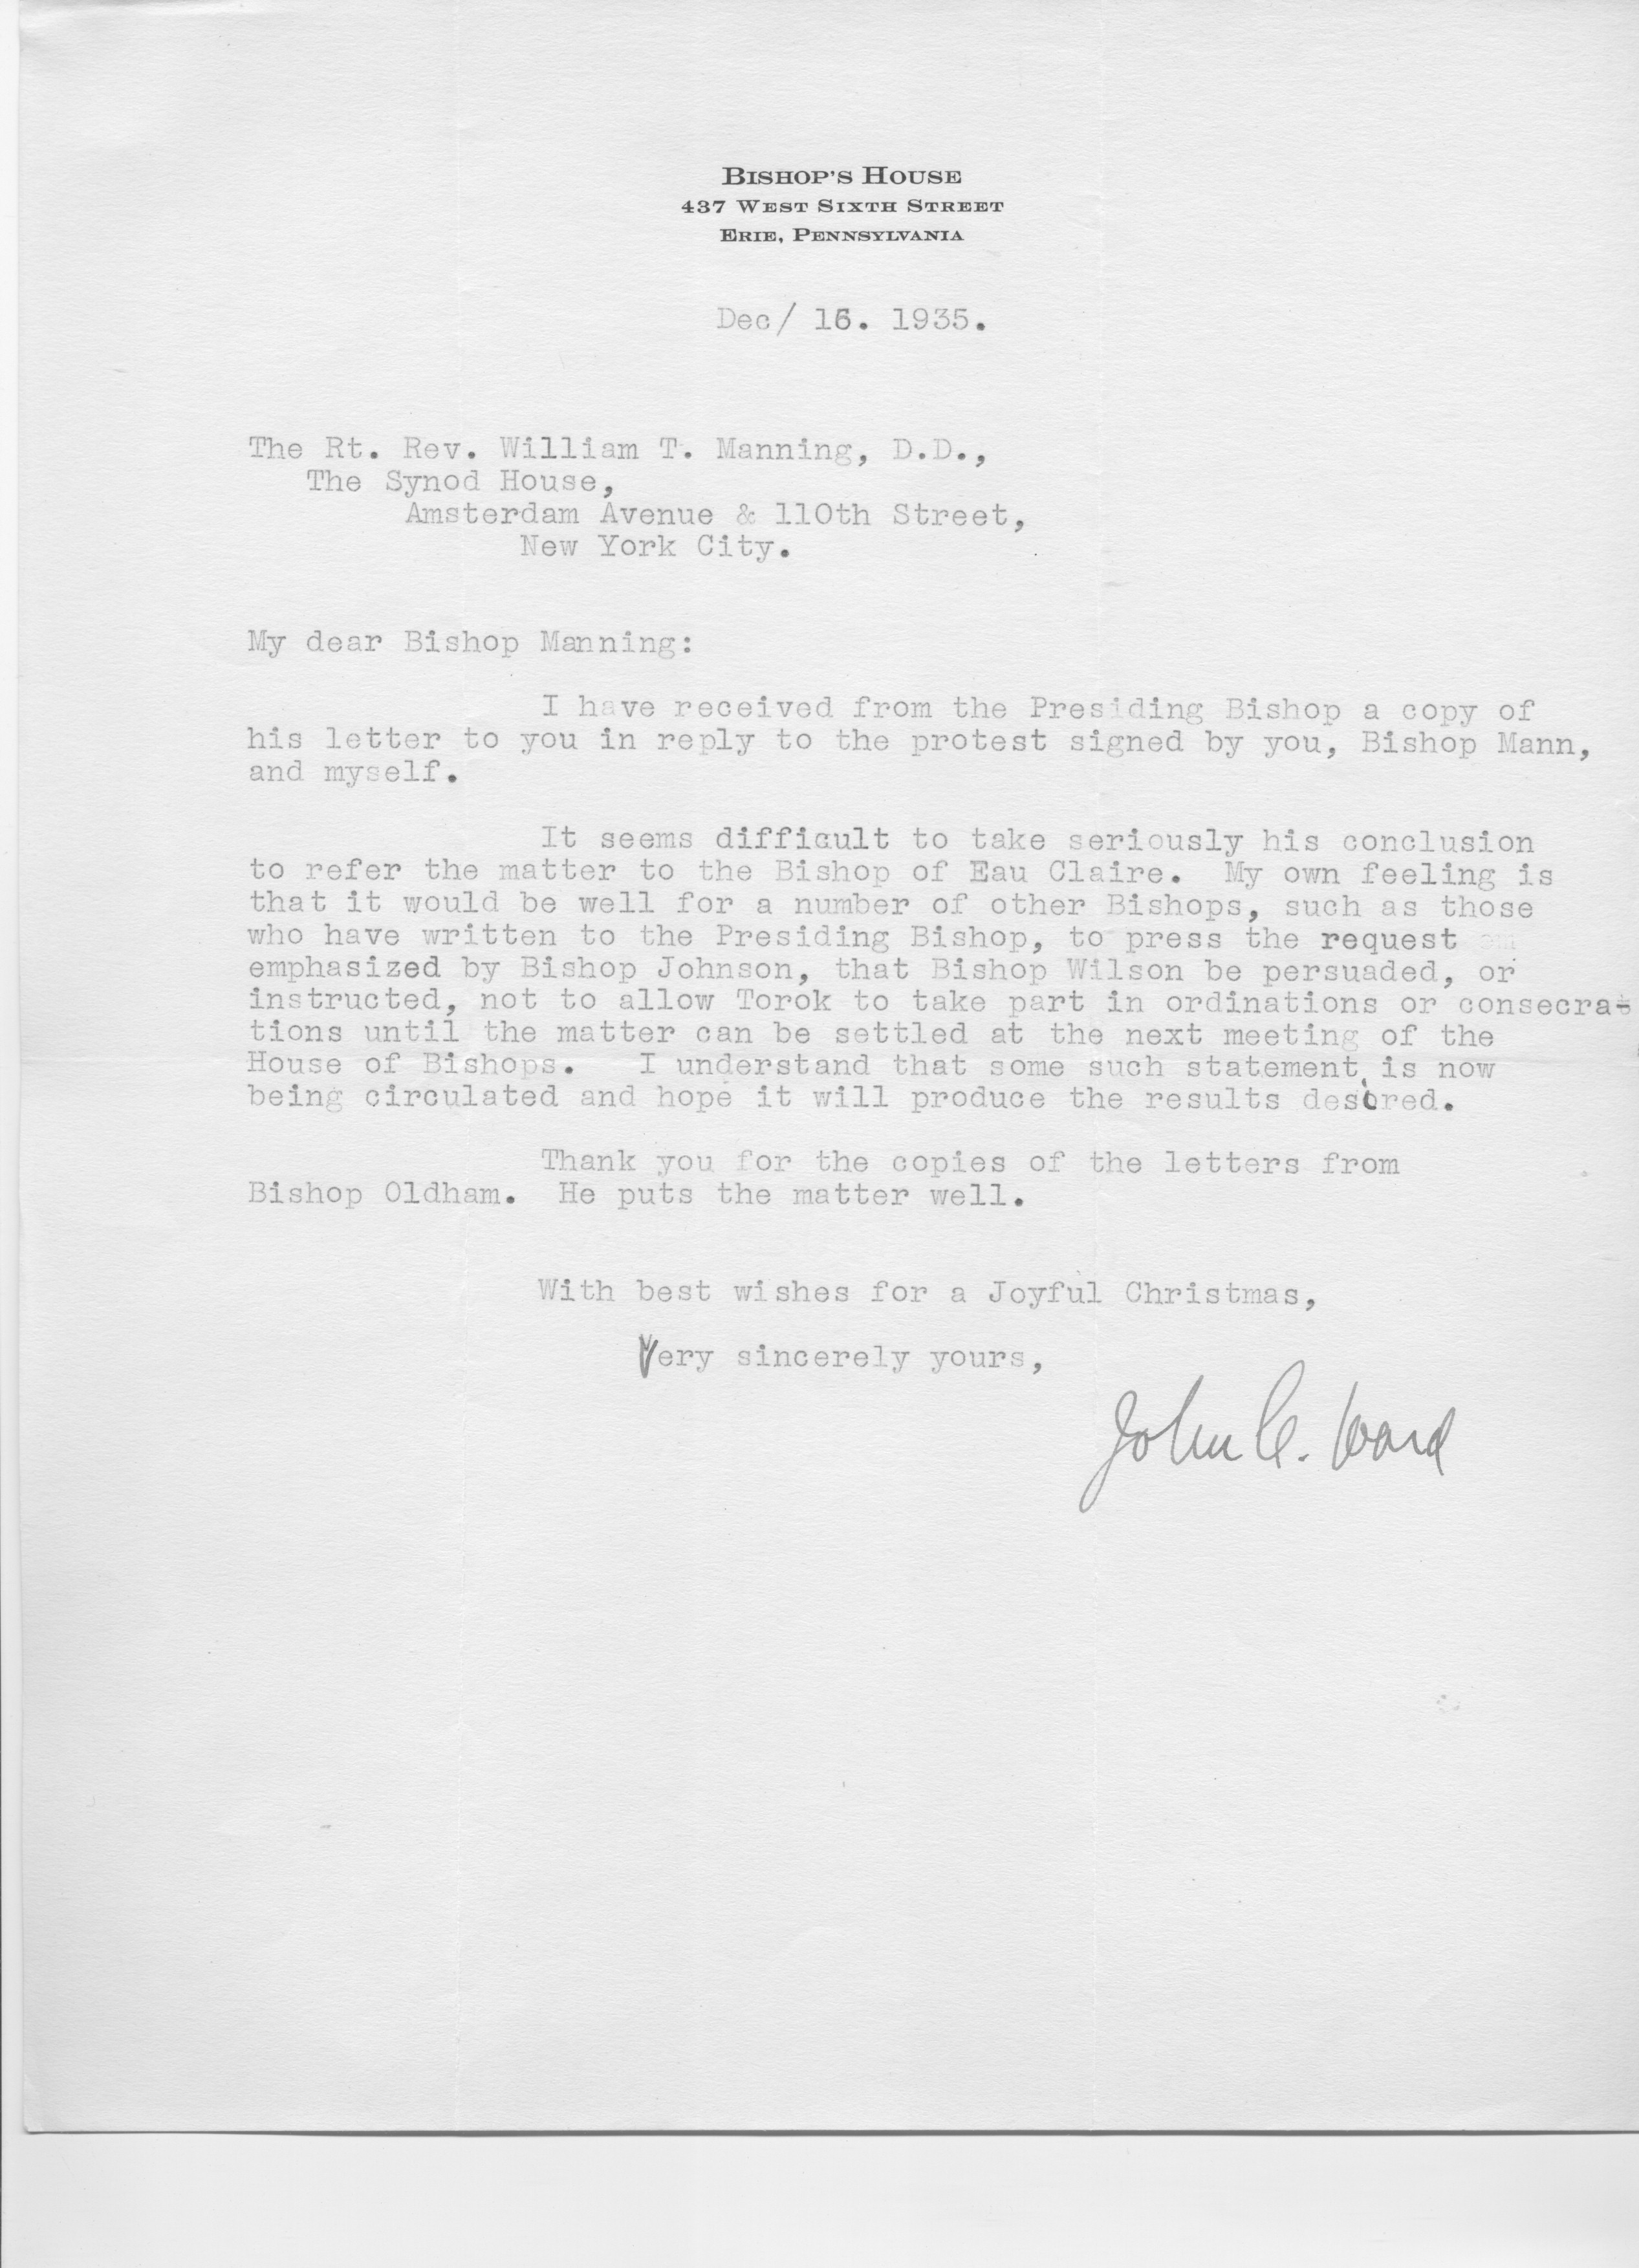 BISHOP'S HOUSE
437 WEST SIXTH STREET
ERIE, PENNSYLVANIA
Dec/ 16. 1935.
The Rt. Rev. William T. Manning, D.D.,
The Synod House,
Amsterdam Avenue & 110th Street,
New York City.
My dear Bishop Manning:
I have received from the Presiding Bishop a copy of
his letter to you in reply to the protest signed by you, Bishop Mann,
and myself.
It seems difficult to take seriously his conclusion
to refer the matter to the Bishop of Eau Claire. My own feeling is
that it would be well for a number of other Bishops, such as those
who have written to the Presiding Bishop, to press the request
emphasized by Bishop Johnson, that Bishop Wilson be persuaded, or
instructed, not to allow Torok to take part in ordinations or consecra-
tions until the matter can be settled at the next meeting of the
House of Bishops. I understand that some such statement is now
being circulated and hope it will produce the results desired.
Thank you for the copies of the letters from
Bishop Oldham. He puts the matter well.
With best wishes for a Joyful Christmas,
Very sincerely yours,
John C. Ward